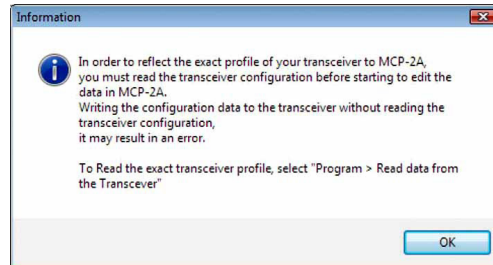 Information
In order to reflect the exact profile of your transceiver to MCP-2A,
you must read the transceiver configuration before starting to edit the
data in MCP-2A.
Writing the configuration data to the transceiver without reading the
transceiver configuration,
it may result in an error.
To Read the exact transceiver profile, select "Program > Read data from
the Transcever"
OK